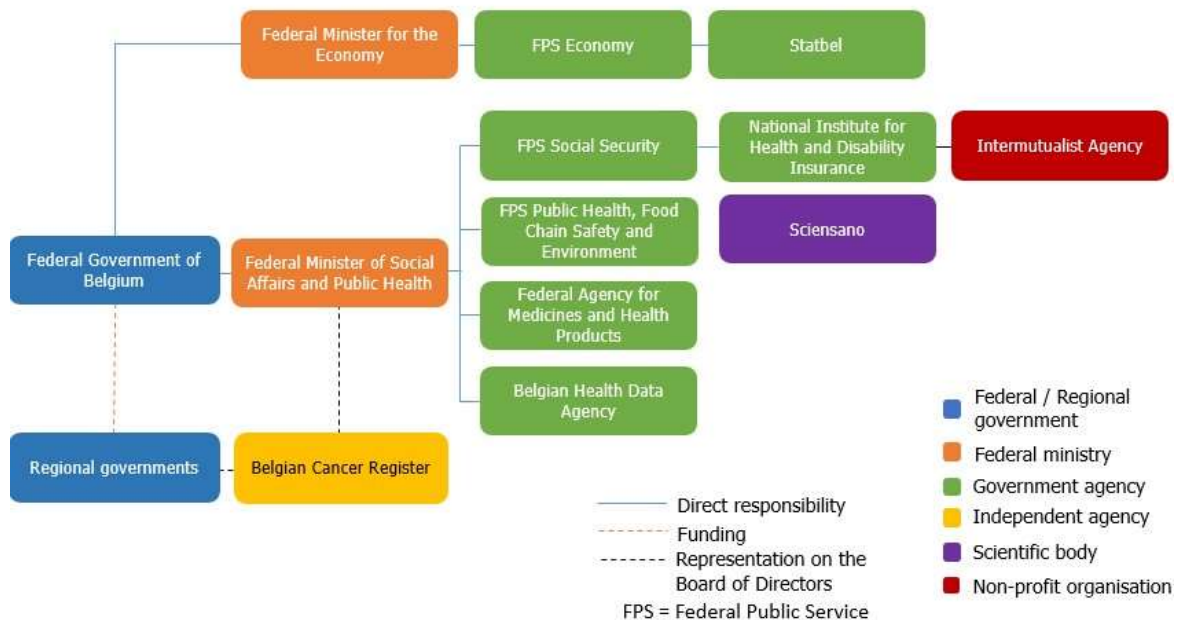 Federal Minister for the
Economy
FPS Economy
Statbel
FPS Social Security
National Institute for
Health and Disability
Insurance
Intermutualist Agency
FPS Public Health, Food
Chain Safety and
Environment
Sciensano
Federal Government of
Belgium
Federal Minister of Social
Affairs and Public Health
Federal Agency for
Medicines and Health
Products
Belgian Health Data
Agency
Regional governments
Belgian Cancer Register
Direct responsibility
Funding
Representation on the
Board of Directors
FPS = Federal Public Service
Federal / Regional
government
Federal ministry
Government agency
Independent agency
Scientific body
Non-profit organisation